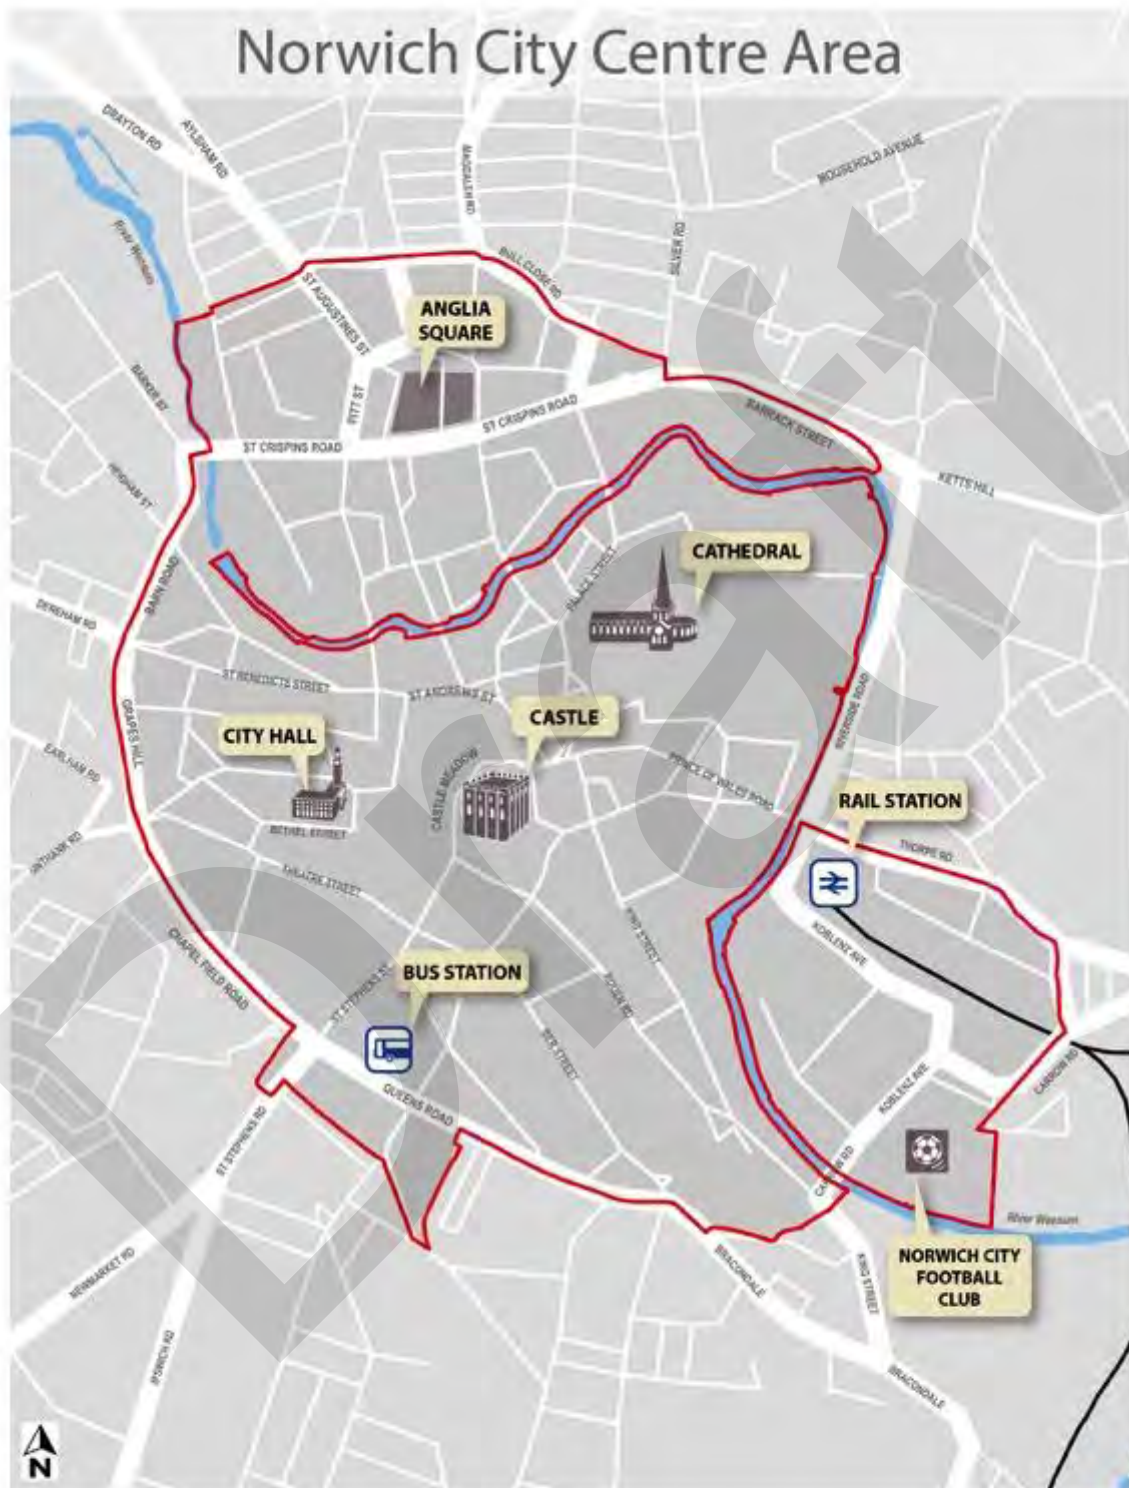 Norwich City Centre Area
DRAYTON RD
AYLSHAM RD
MAGDALEN RD
MOUSEHOLD AVENUE
SILVER RD
River Wensum
BULL CLOSE RD
ST AUGUSTINES ST
ANGLIA
SQUARE
BARKER ST
PITT ST
ST CRISPINS ROAD
ST CRISPINS ROAD
BARRACK STREET
KETTS HILL
HEIGHAM ST
CATHEDRAL
PALACE STREET
BARN ROAD
DEREHAM RD
ST BENEDICTS STREET
ST ANDREWS ST
RIVERSIDE ROAD
GRAPES HILL
CITY HALL
CASTLE
EARLHAM RD
CASTLE MEADOW
PRINCE OF WALES ROAD
RAIL STATION
BETHEL STREET
UNTHANK RD
THORPE RD
THEATRE STREET
KING STREET
KOBLENZ AVE
CHAPEL FIELD ROAD
ST STEPHENS ST
BUS STATION
ROUEN RD
BER STREET
QUEENS ROAD
KOBLENZ AVE
CARROW RD
ST STEPHENS RD
CARROW RD
River Wensum
NORWICH CITY
FOOTBALL
CLUB
NEWMARKET RD
BRACONDALE
KING STREET
IPSWICH RD
BRACONDALE
N
Draft